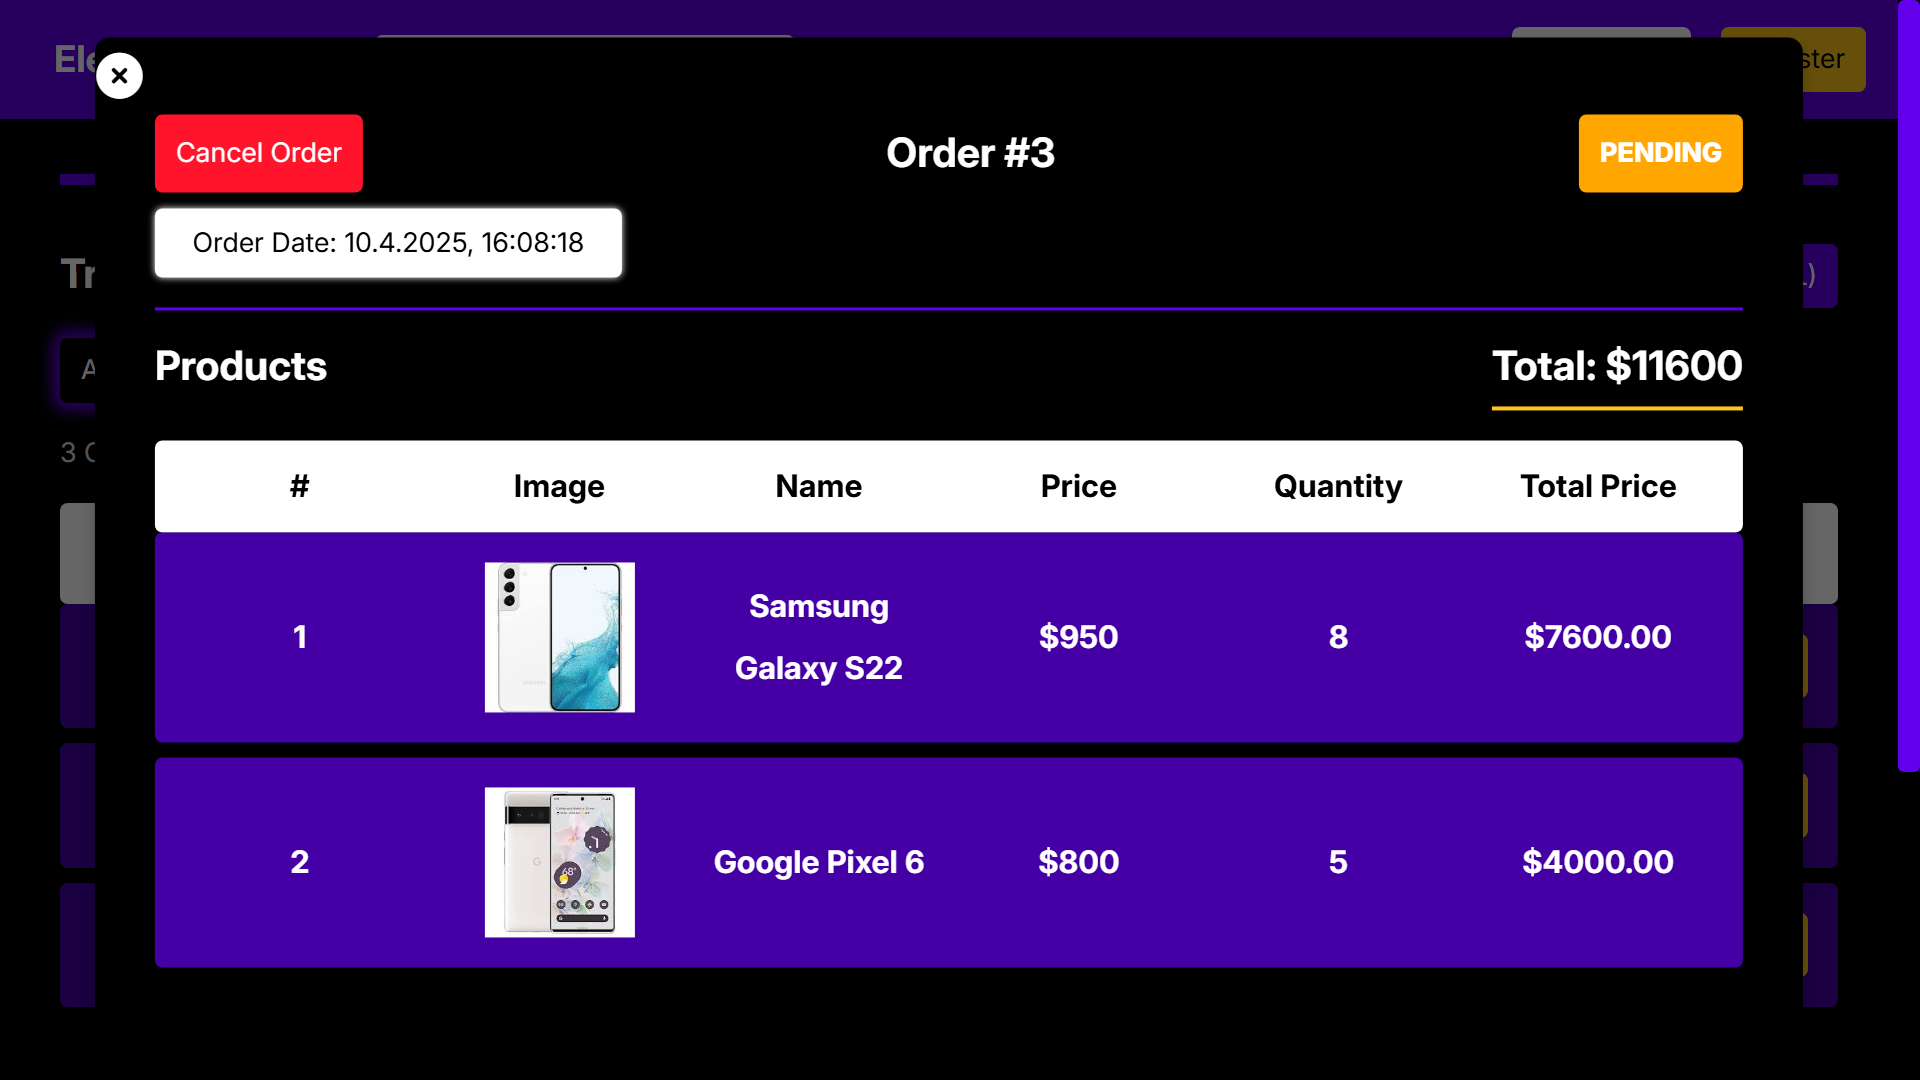 Ele
ster
Cancel Order
Order #3
PENDING
Order Date: 10.4.2025, 16:08:18
Tr
Products
Total: $11600
A
3
# Image Name Price Quantity Total Price
1
Samsung
Galaxy S22
$950
8
$7600.00
2
Google Pixel 6
$800
5
$4000.00